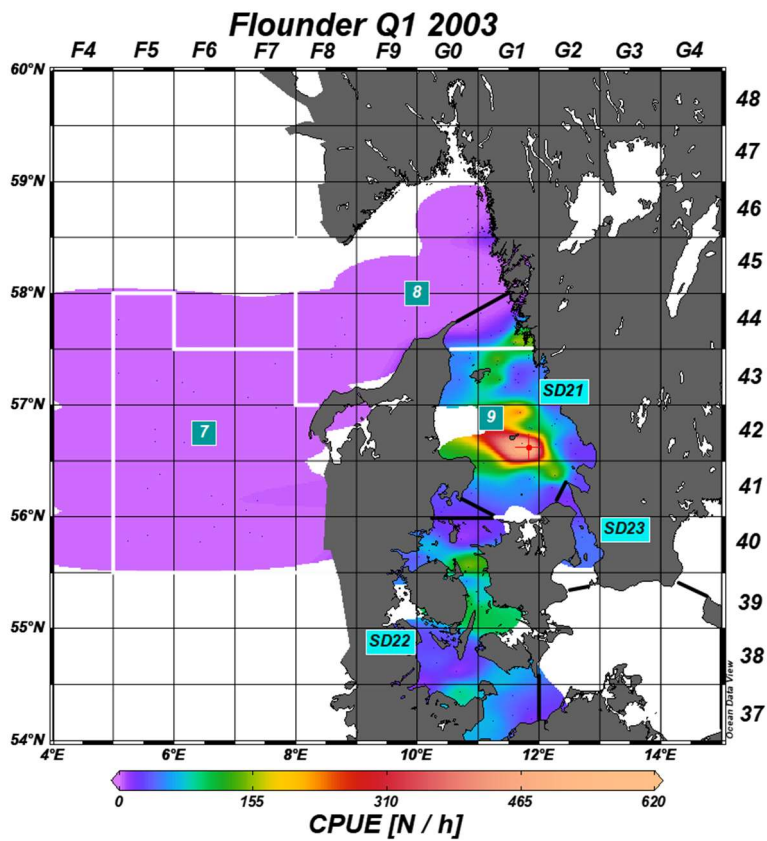 Flounder Q1 2003
F4 F5 F6 F7 F8 F9 G0 G1 G2 G3 G4
60°N
48
47
59°N
46
45
58°N
8
44
43
SD21
57°N
9
7
42
41
56°N
SD23
40
39
55°N
SD22
38
37
Ocean Data View
54°N
4°E 6°E 8°E 10°E 12°E 14°E
0 155 310 465 620
CPUE [N / h]